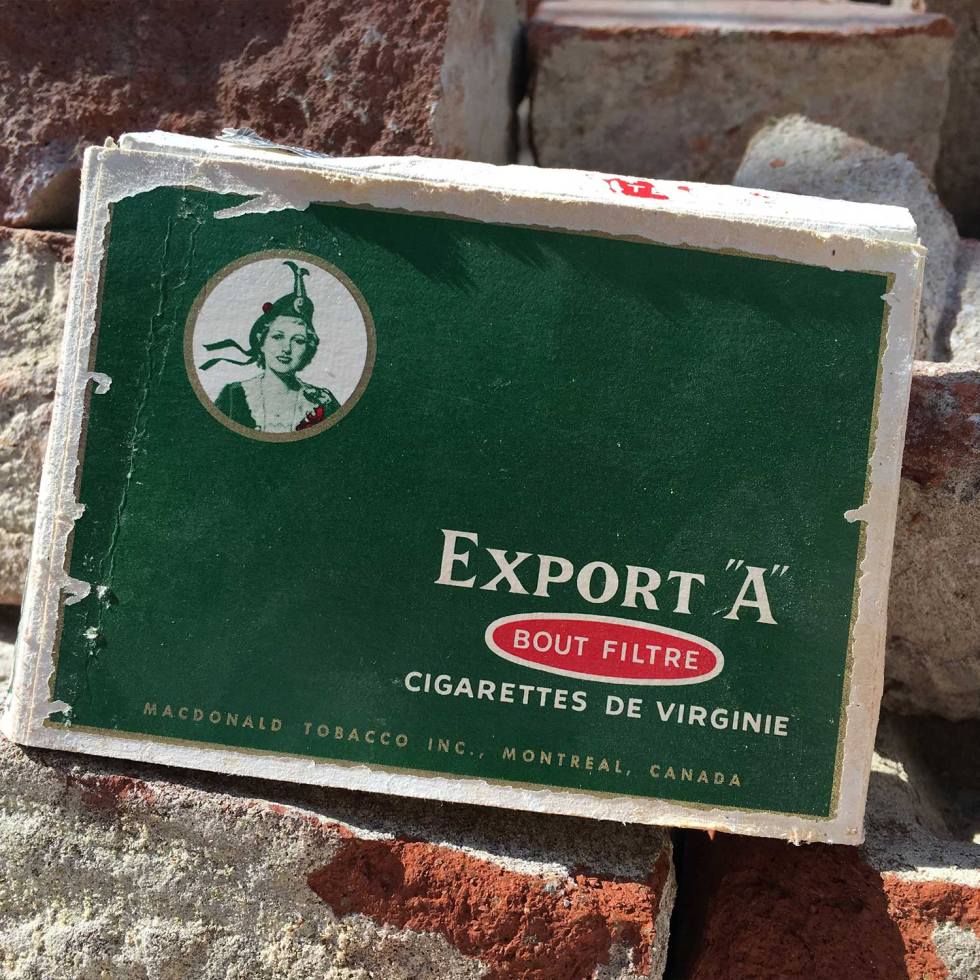 EXPORT "A"
BOUT FILTRE
CIGARETTES DE VIRGINIE
MACDONALD TOBACCO INC., MONTREAL, CANADA